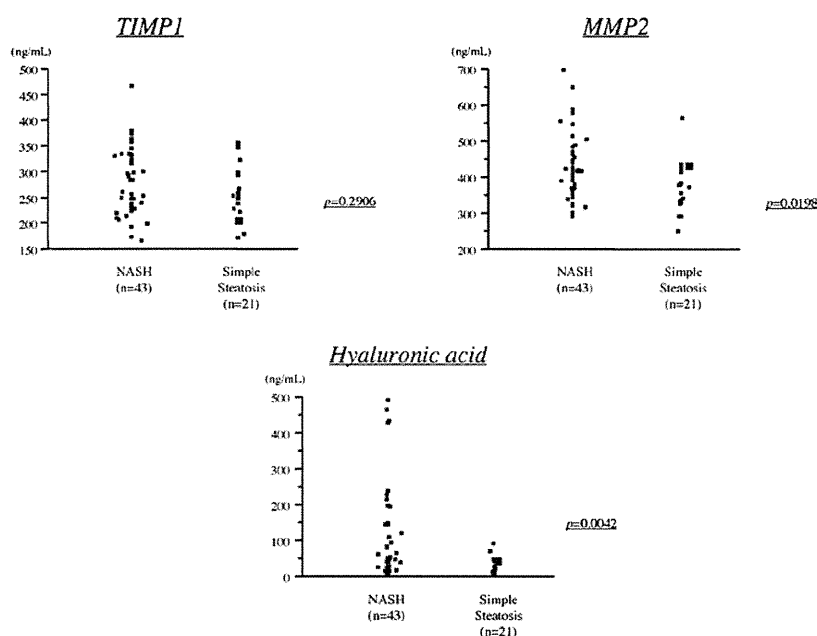 TIMP1
(ng/mL)
500
450
400
350
300
250
200
150
NASH
(n=43)
Simple
Steatosis
(n=21)
p=0.2906
MMP2
(ng/mL)
700
600
500
400
300
200
NASH
(n=43)
Simple
Steatosis
(n=21)
p=0.0198
Hyaluronic acid
(ng/mL)
500
400
300
200
100
0
NASH
(n=43)
Simple
Steatosis
(n=21)
p=0.0042